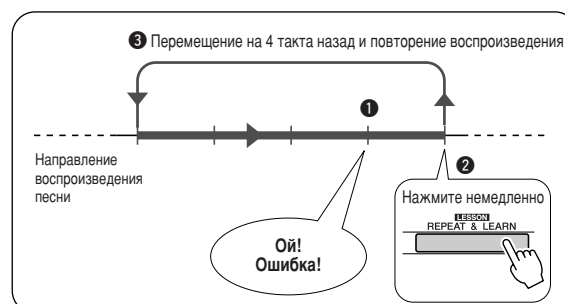 ❸ Перемещение на 4 такта назад и повторение воспроизведения
❶
Направление
воспроизведения
песни
❷
Нажмите немедленно
LESSON
REPEAT & LEARN
Ой!
Ошибка!